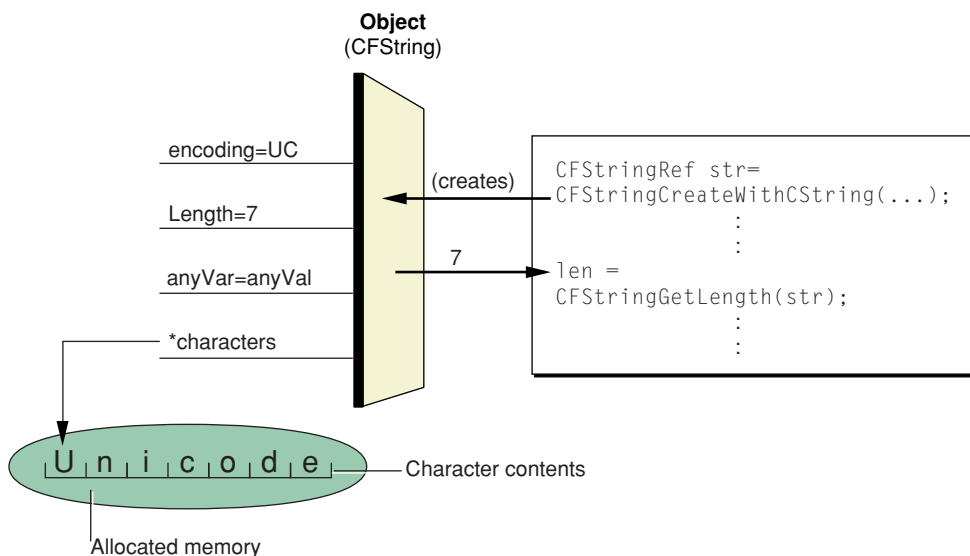 Object
(CFString)
encoding=UC
Length=7
anyVar=anyVal
*characters
(creates)
7
CFStringRef str=
CFStringCreateWithCString(...);
:
:
len =
CFStringGetLength(str);
:
:
U n i c o d e
Character contents
Allocated memory